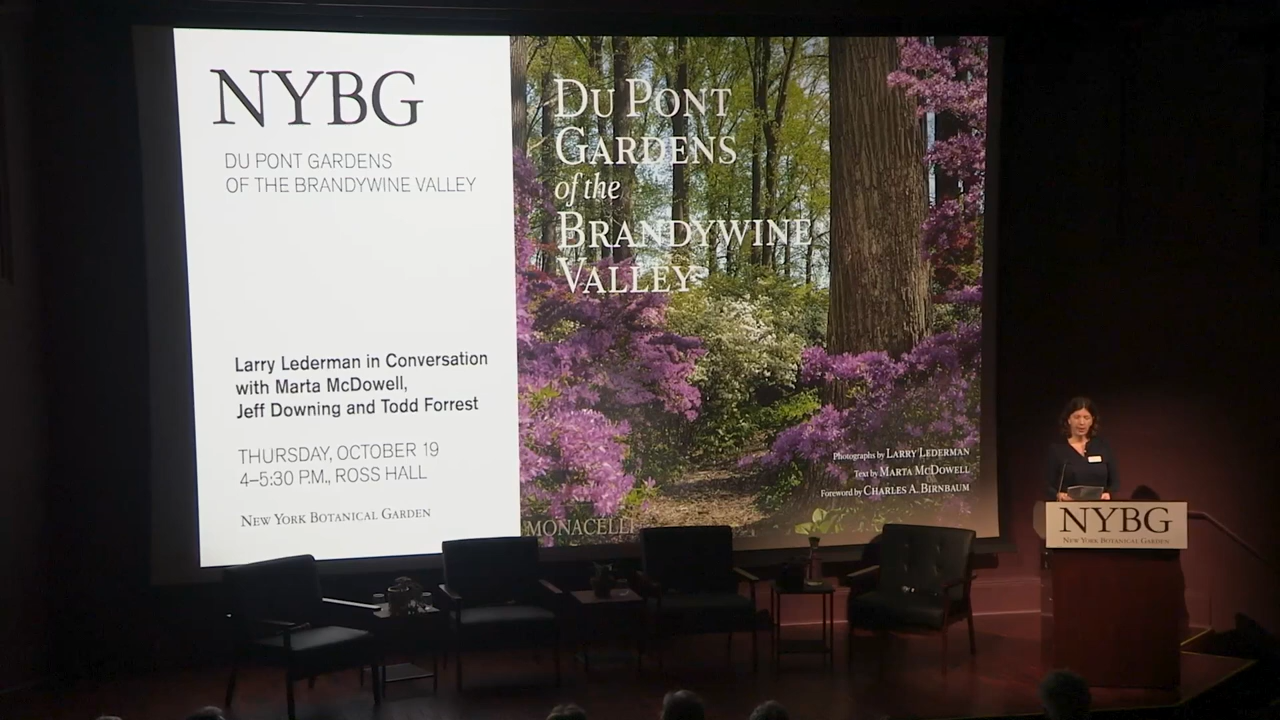 NYBG
DU PONT GARDENS
OF THE BRANDYWINE VALLEY
Larry Lederman in Conversation
with Marta McDowell,
Jeff Downing and Todd Forrest
THURSDAY, OCTOBER 19
4–5:30 P.M., ROSS HALL
NEW YORK BOTANICAL GARDEN
DU PONT
GARDENS
of the
BRANDYWINE
VALLEY
Photographs by LARRY LEDERMAN
Text by MARTA MCDOWELL
Foreword by CHARLES A. BIRNBAUM
MONACELLI
NYBG
NEW YORK BOTANICAL GARDEN